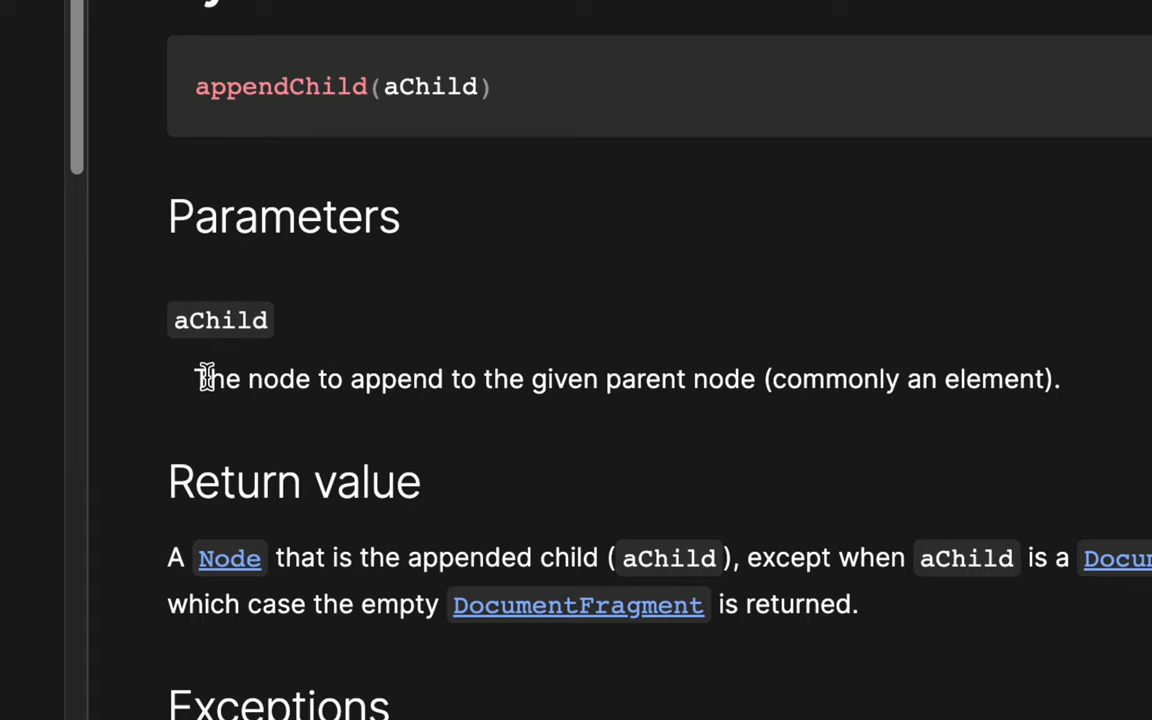 appendChild(aChild)
Parameters
aChild
The node to append to the given parent node (commonly an element).
Return value
A Node that is the appended child (aChild), except when aChild is a
which case the empty DocumentFragment is returned.
Exceptions